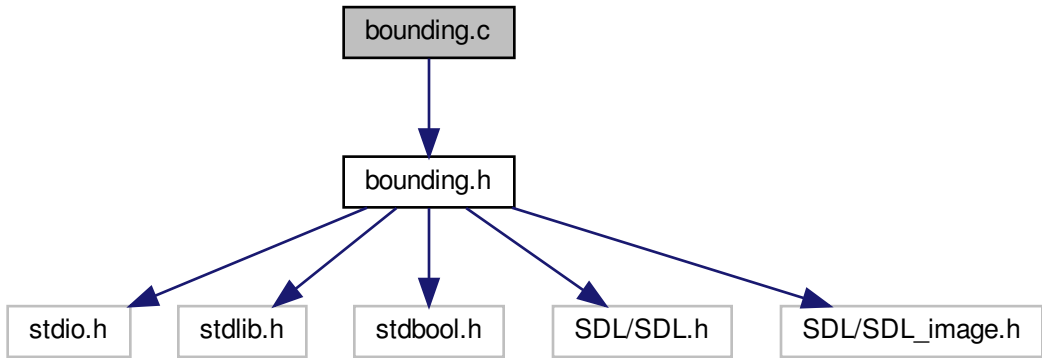 bounding.c
bounding.h
stdio.h
stdlib.h
stdbool.h
SDL/SDL.h
SDL/SDL_image.h